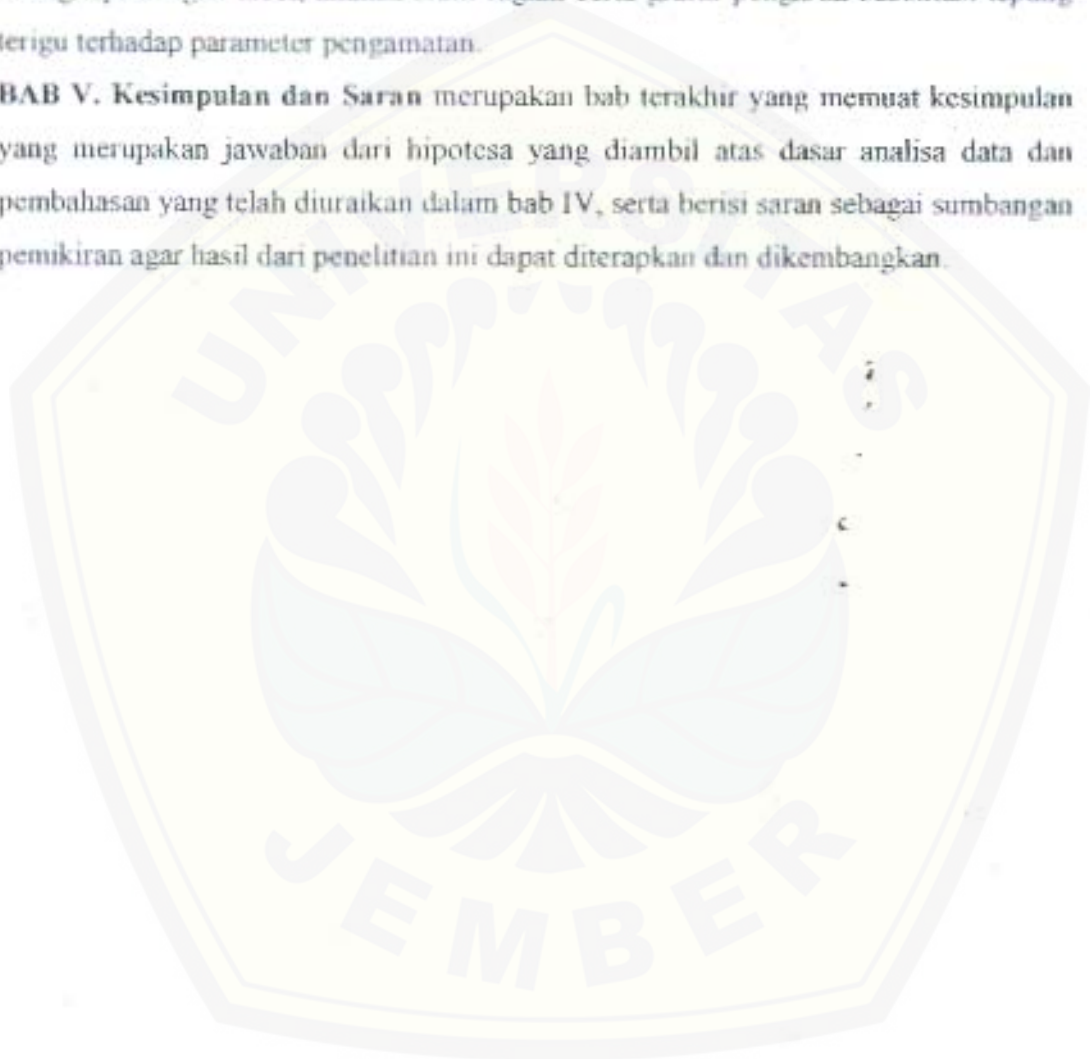 terigu terhadap parameter pengamatan.
BAB V. Kesimpulan dan Saran merupakan bab terakhir yang memuat kesimpulan
yang merupakan jawaban dari hipotesa yang diambil atas dasar analisa data dan
pembahasan yang telah diuraikan dalam bab IV, serta berisi saran sebagai sumbangan
pemikiran agar hasil dari penelitian ini dapat diterapkan dan dikembangkan.
UNIVERSITAS
JEMBER